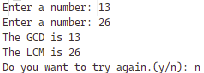 Enter a number: 13
Enter a number: 26
The GCD is 13
The LCM is 26
Do you want to try again.(y/n): n